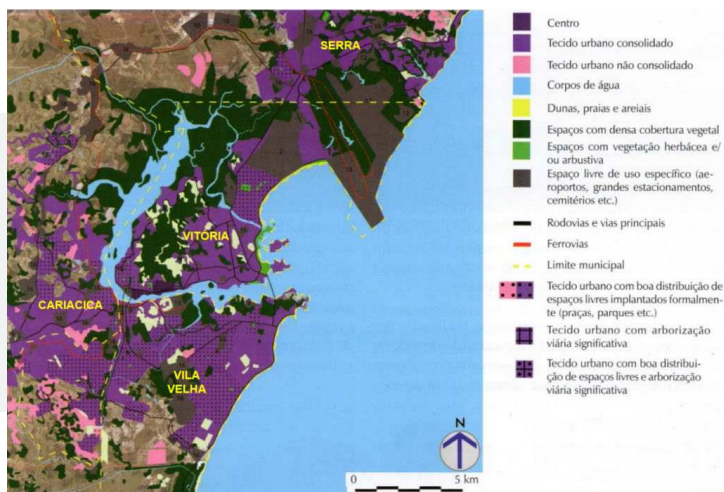 SERRA
VITÓRIA
CARIACICA
VILA
VELHA
N
0
5 km
Centro
Tecido urbano consolidado
Tecido urbano não consolidado
Corpos de água
Dunas, praias e areiais
Espaços com densa cobertura vegetal
Espaços com vegetação herbácea e/
ou arbustiva
Espaço livre de uso específico (ae-
roportos, grandes estacionamentos,
cemitérios etc.)
Rodovias e vias principais
Ferrovias
Limite municipal
Tecido urbano com boa distribuição de
espaços livres implantados formalmen-
te (praças, parques etc.)
Tecido urbano com arborização
viária significativa
Tecido urbano com boa distribui-
ção de espaços livres e arborização
viária significativa